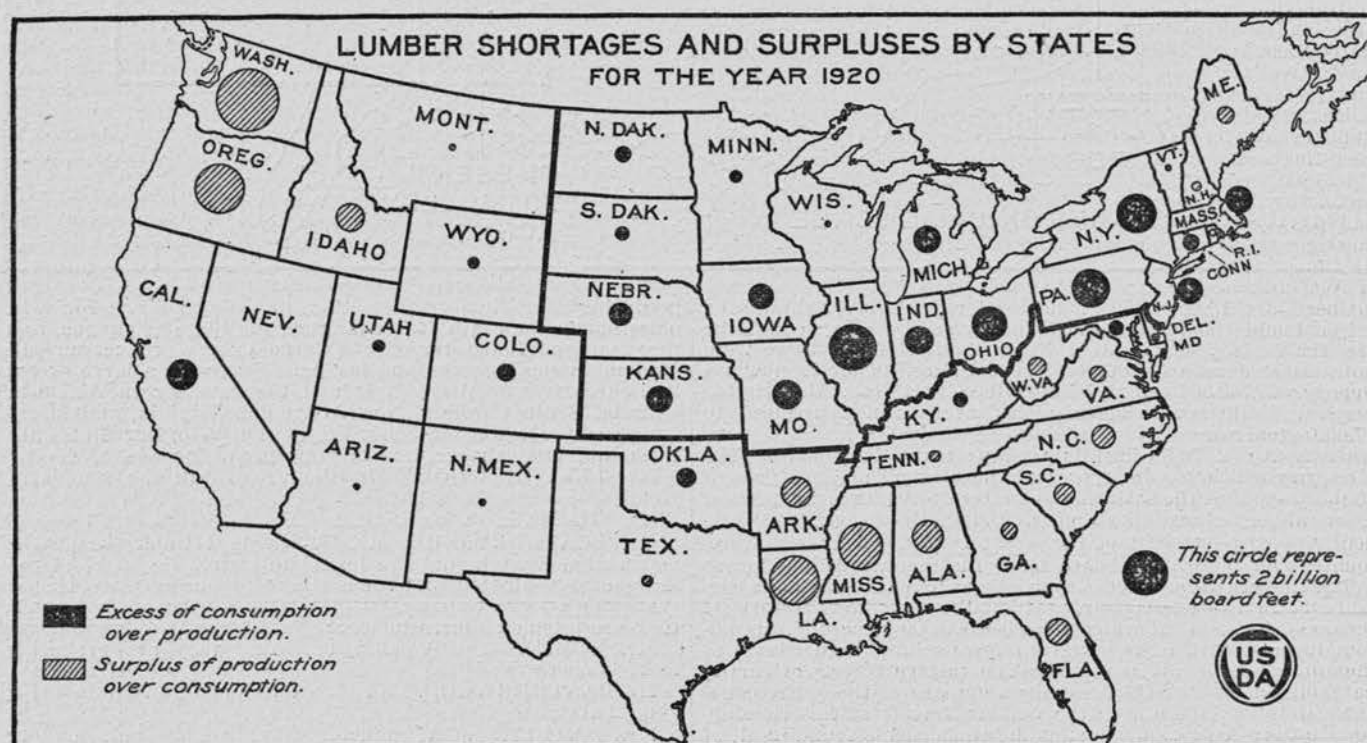 LUMBER SHORTAGES AND SURPLUSES BY STATES
FOR THE YEAR 1920
WASH.
MONT.
N. DAK.
MINN.
ME.
OREG.
VT.
N.H.
IDAHO
WYO.
S. DAK.
WIS.
MICH.
N.Y.
MASS.
R.I.
CONN
CAL.
NEV.
UTAH
COLO.
NEBR.
IOWA
ILL.
IND.
OHIO
PA.
N.J.
DEL.
MD
KANS.
MO.
KY.
W.VA
VA.
ARIZ.
N.MEX.
OKLA.
TENN.
N.C.
S.C.
ARK.
TEX.
LA.
MISS.
ALA.
GA.
FLA.
This circle repre-
sents 2 billion
board feet.
Excess of consumption
over production.
Surplus of production
over consumption.
US
DA